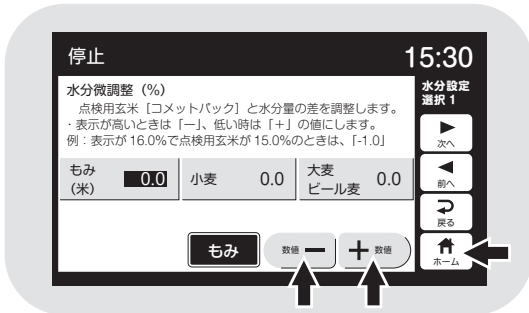 停止
15:30
水分微調整（%）
点検用玄米［コメットパック］と水分量の差を調整します。
・表示が高いときは「ー」、低い時は「＋」の値にします。
例：表示が 16.0%で点検用玄米が 15.0%のときは、「-1.0」
水分設定
選択 1
もみ
（米）
0.0
小麦
0.0
大麦
ビール麦
0.0
次へ
前へ
戻る
ホーム
もみ
数値 ー
＋ 数値